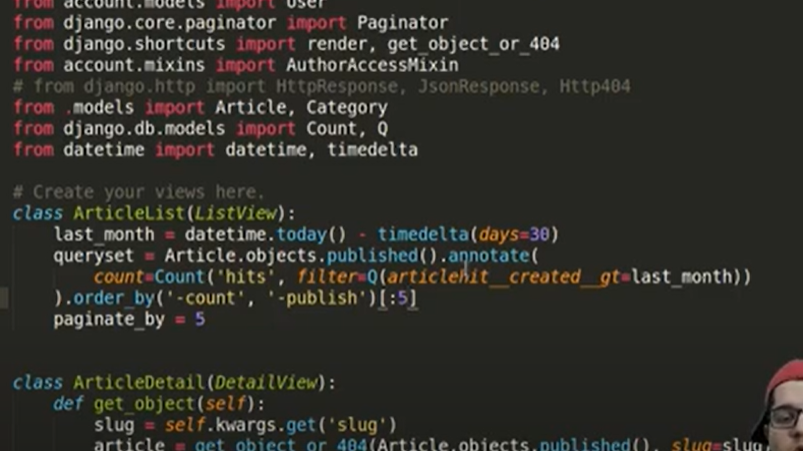 from account.models import User
from django.core.paginator import Paginator
from django.shortcuts import render, get_object_or_404
from account.mixins import AuthorAccessMixin
# from django.http import HttpResponse, JsonResponse, Http404
from .models import Article, Category
from django.db.models import Count, Q
from datetime import datetime, timedelta
# Create your views here.
class ArticleList(ListView):
last_month = datetime.today() - timedelta(days=30)
queryset = Article.objects.published().annotate(
count=Count('hits', filter=Q(articlehit__created__gt=last_month))
).order_by('-count', '-publish')[:5]
paginate_by = 5
class ArticleDetail(DetailView):
def get_object(self):
slug = self.kwargs.get('slug')
article = get_object_or_404(Article.objects.published(), slug=slug